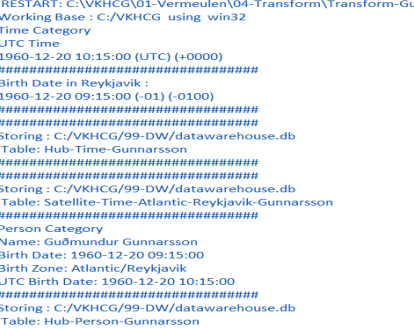 RESTART: C:\VKHCG\01-Vermeulen\04-Transform\Transform-Gu
Working Base : C:/VKHCG using win32
Time Category
UTC Time
1960-12-20 10:15:00 (UTC) (+0000)
#################################
Birth Date in Reykjavik :
1960-12-20 09:15:00 (-01) (-0100)
#################################
#################################
Storing : C:/VKHCG/99-DW/datawarehouse.db
Table: Hub-Time-Gunnarsson
#################################
#################################
Storing : C:/VKHCG/99-DW/datawarehouse.db
Table: Satellite-Time-Atlantic-Reykjavik-Gunnarsson
#################################
Person Category
Name: Guðmundur Gunnarsson
Birth Date: 1960-12-20 09:15:00
Birth Zone: Atlantic/Reykjavik
UTC Birth Date: 1960-12-20 10:15:00
#################################
Storing : C:/VKHCG/99-DW/datawarehouse.db
Table: Hub-Person-Gunnarsson